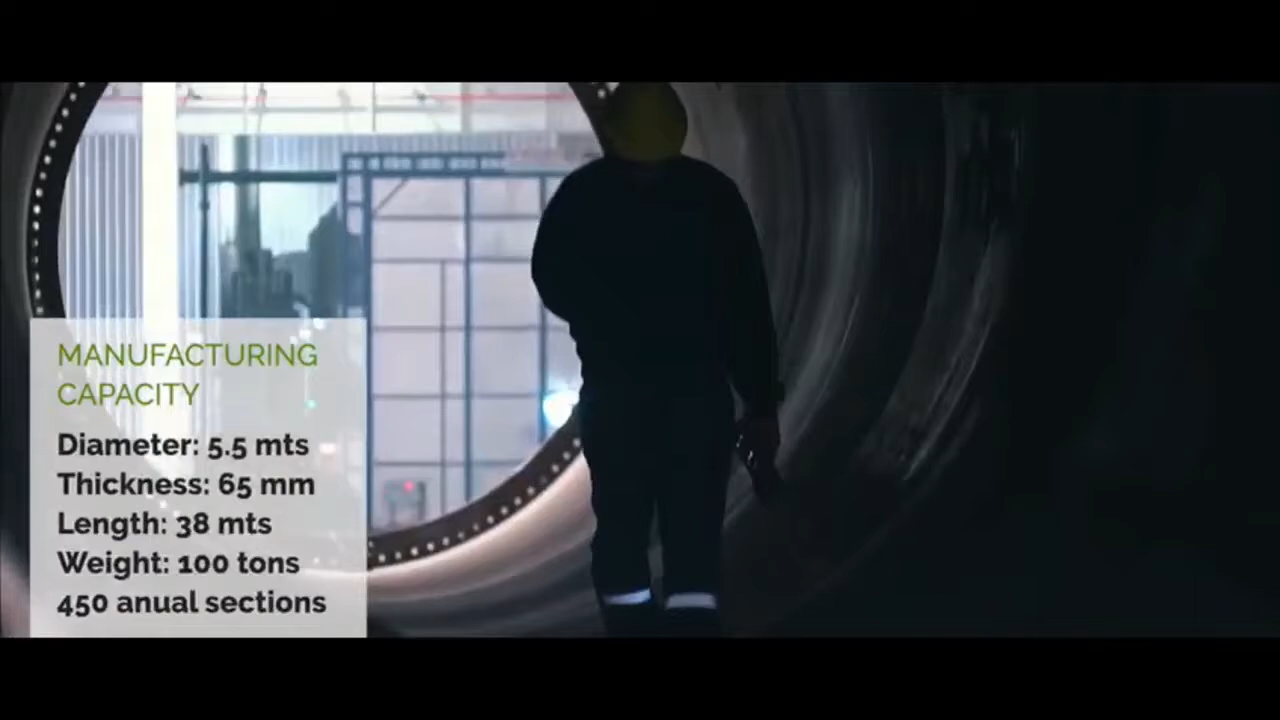 MANUFACTURING
CAPACITY
Diameter: 5.5 mts
Thickness: 65 mm
Length: 38 mts
Weight: 100 tons
450 anual sections